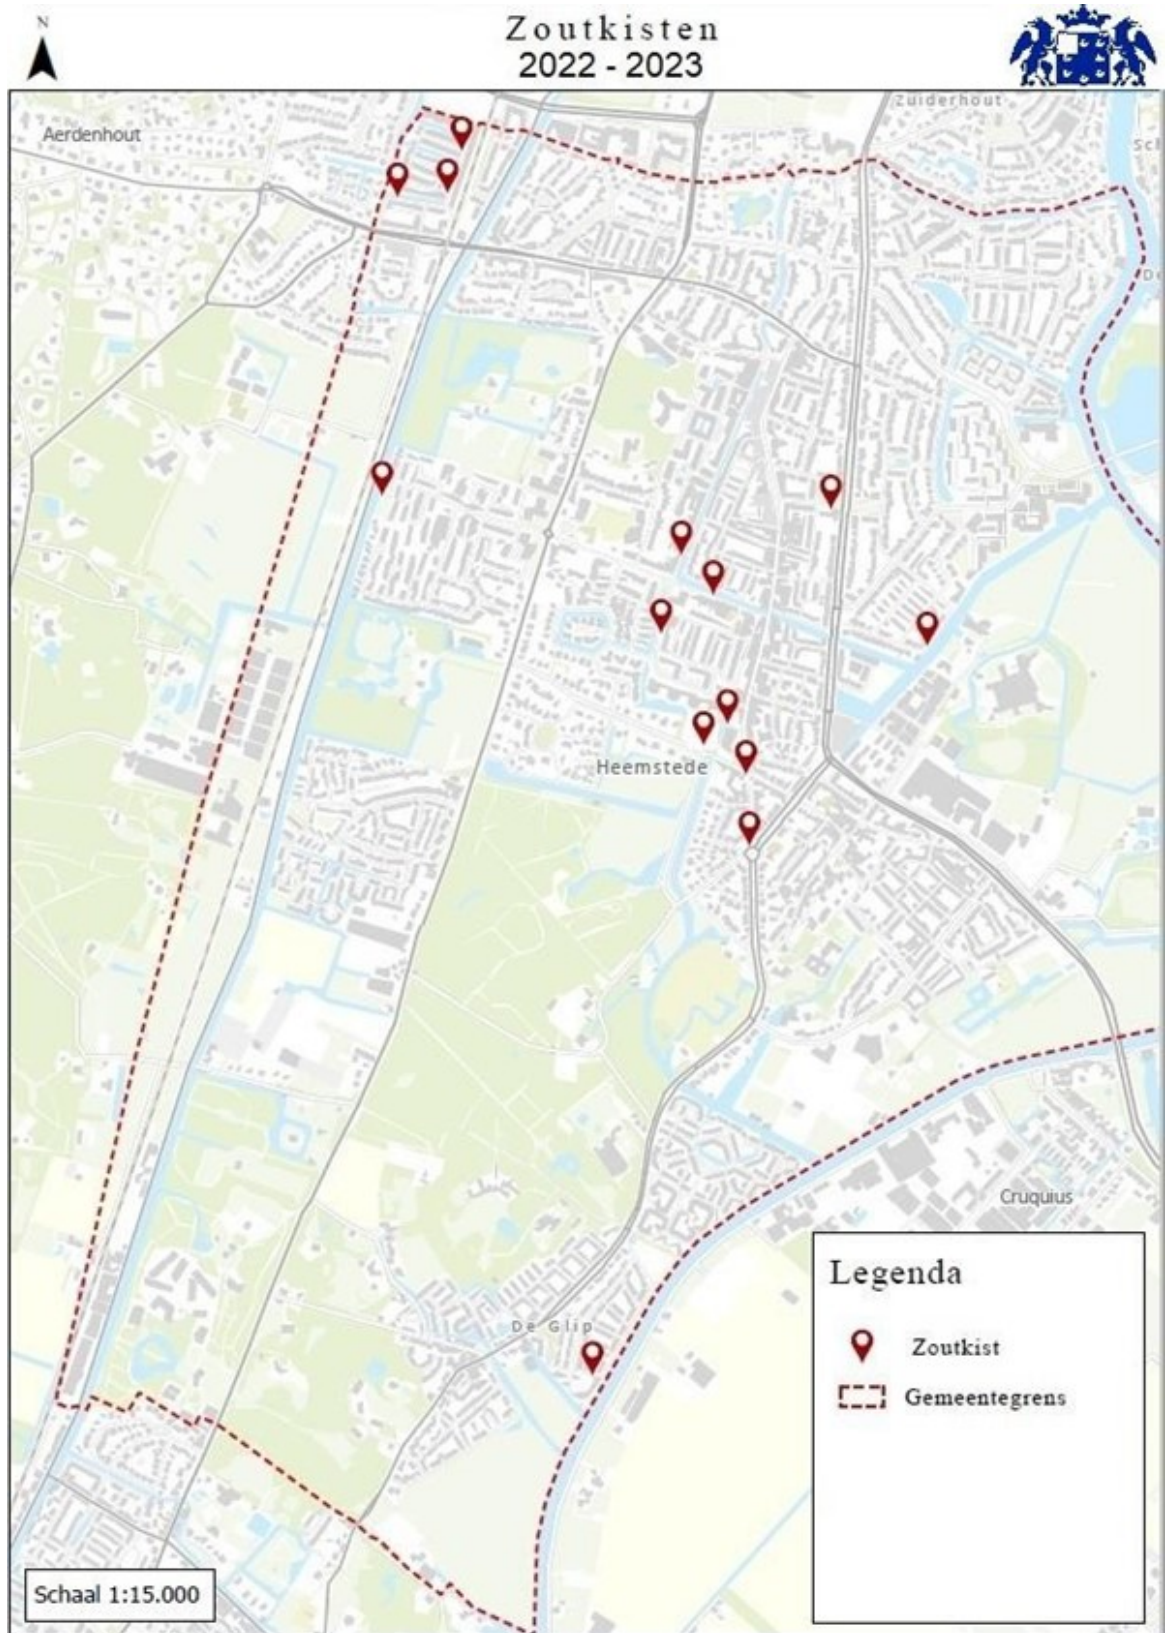 N
Zoutkisten
2022 - 2023
Zuiderhout
Aerdenhout
Heemstede
Cruquius
De Glip
Legenda
Zoutkist
Gemeentegrens
Schaal 1:15.000